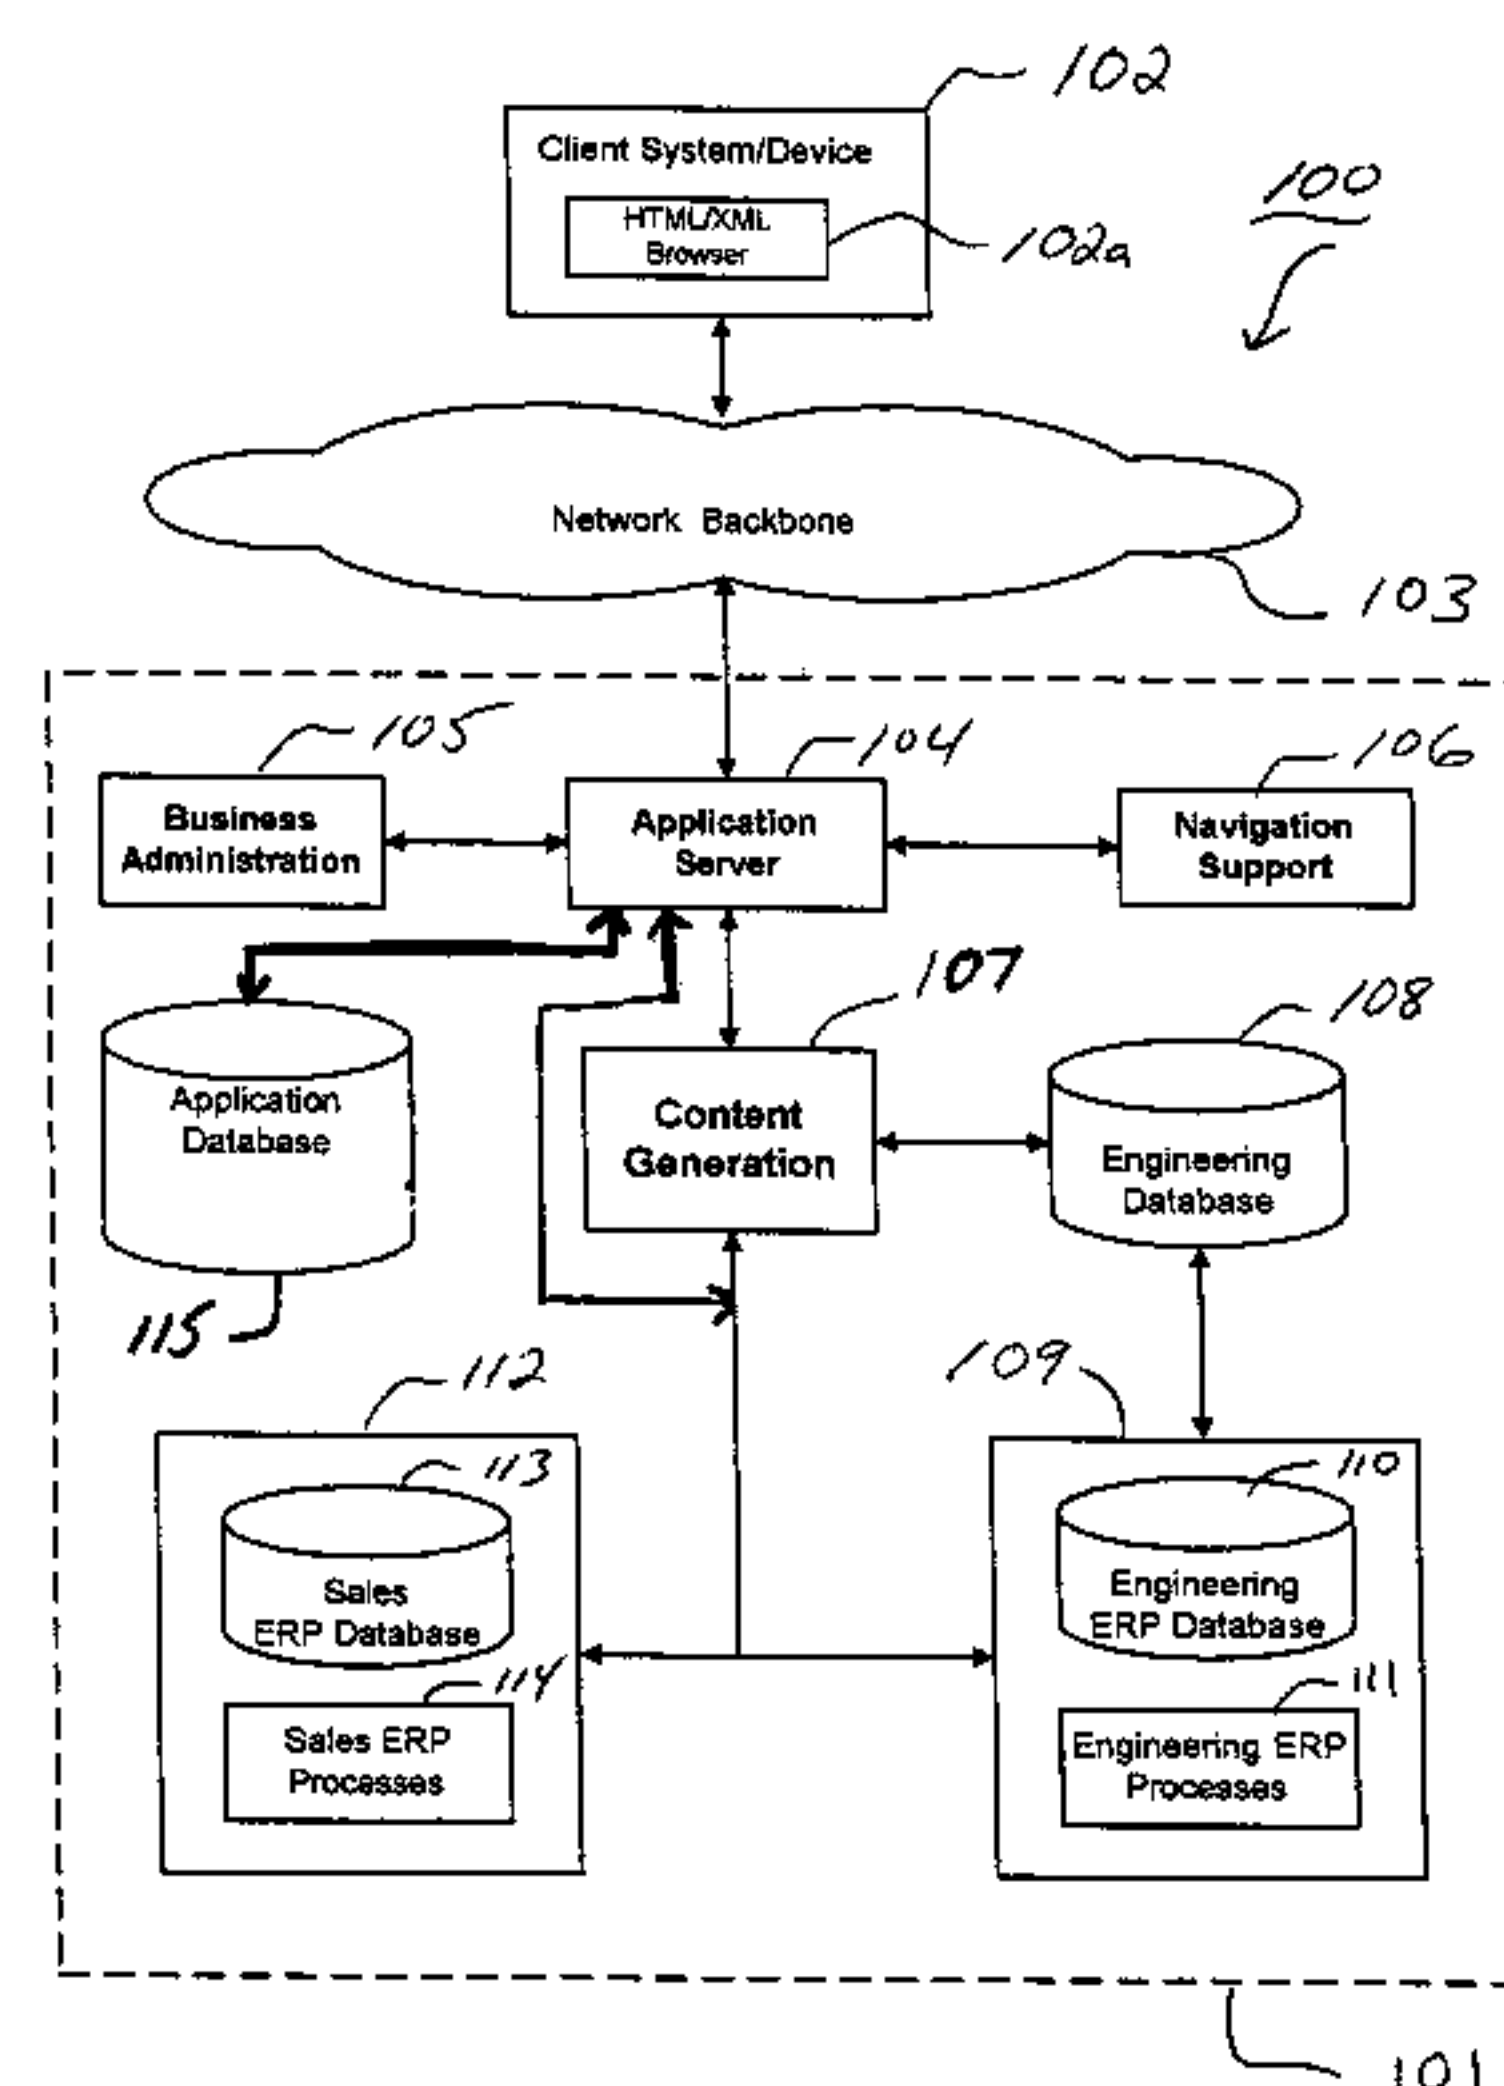 102
Client System/Device
100
HTML/XML
Browser
102a
Network Backbone
103
105
104
106
Business
Administration
Application
Server
Navigation
Support
107
108
Application
Database
Content
Generation
Engineering
Database
115
112
109
113
110
Sales
ERP Database
Engineering
ERP Database
114
111
Sales ERP
Processes
Engineering ERP
Processes
101